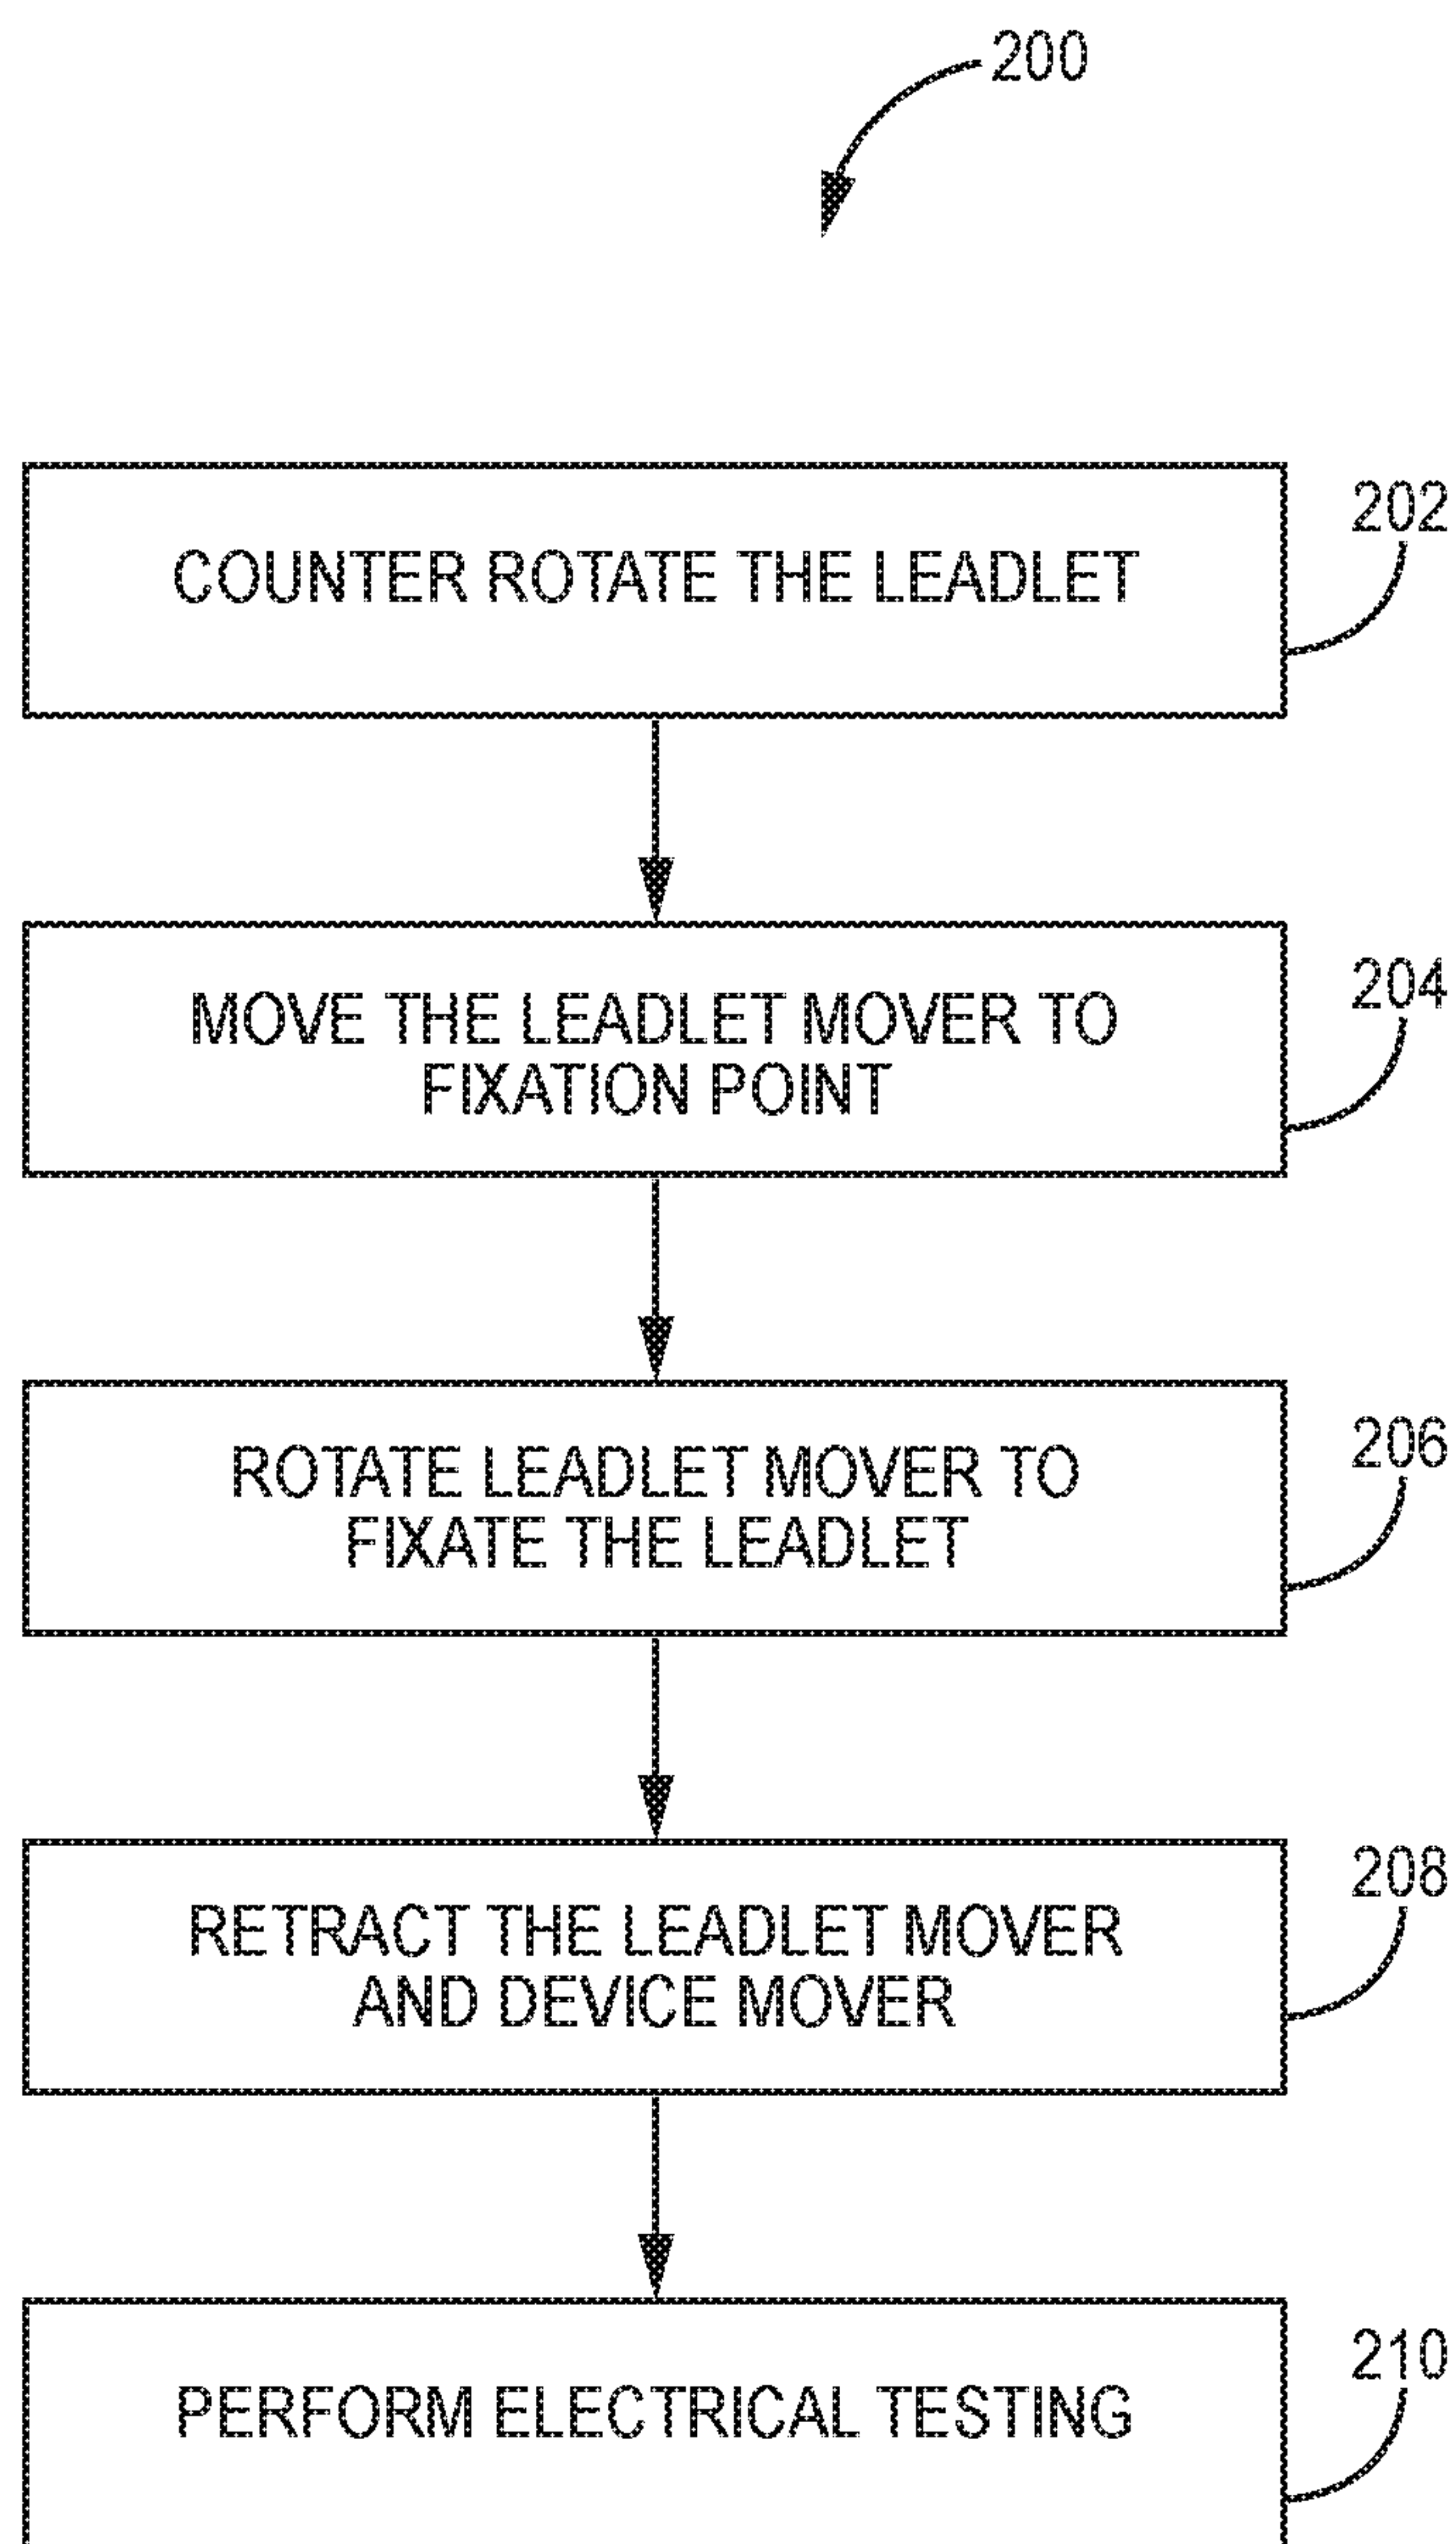 200
COUNTER ROTATE THE LEADLET
202
MOVE THE LEADLET MOVER TO
FIXATION POINT
204
ROTATE LEADLET MOVER TO
FIXATE THE LEADLET
206
RETRACT THE LEADLET MOVER
AND DEVICE MOVER
208
PERFORM ELECTRICAL TESTING
210